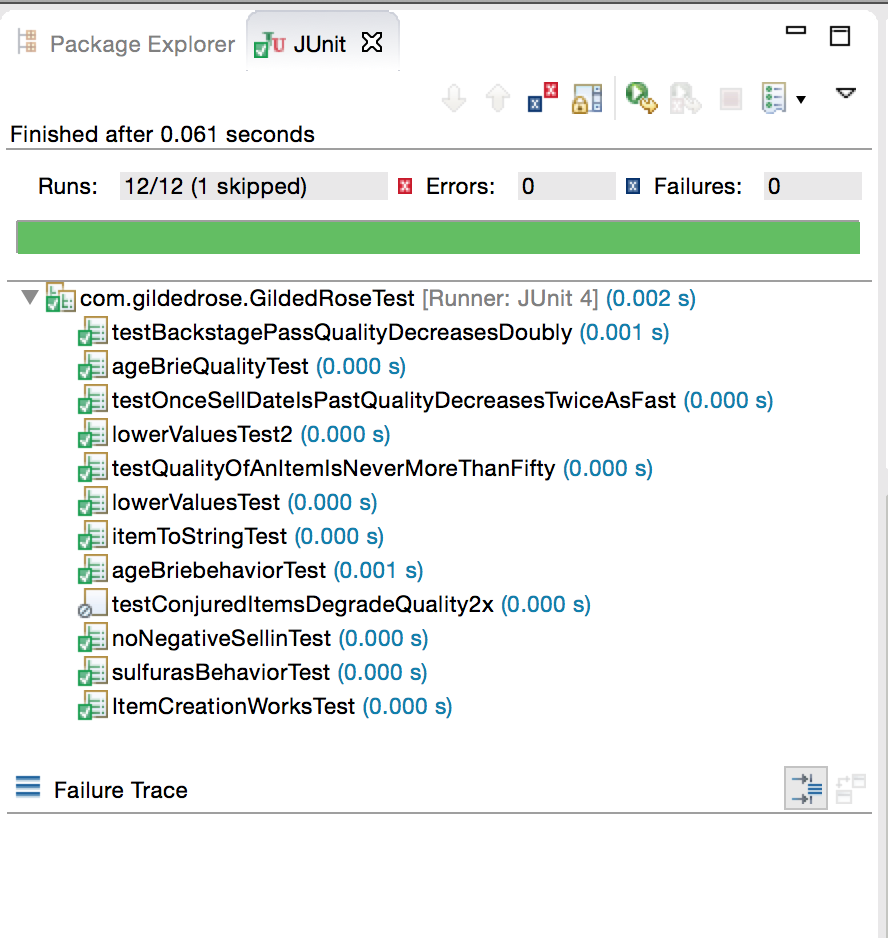 Package Explorer JUnit
Finished after 0.061 seconds
Runs: 12/12 (1 skipped) Errors: 0 Failures: 0
com.gildedrose.GildedRoseTest [Runner: JUnit 4] (0.002 s)
testBackstagePassQualityDecreasesDoubly (0.001 s)
ageBrieQualityTest (0.000 s)
testOnceSellDateIsPastQualityDecreasesTwiceAsFast (0.000 s)
lowerValuesTest2 (0.000 s)
testQualityOfAnItemIsNeverMoreThanFifty (0.000 s)
lowerValuesTest (0.000 s)
itemToStringTest (0.000 s)
ageBriebehaviorTest (0.001 s)
testConjuredItemsDegradeQuality2x (0.000 s)
noNegativeSellinTest (0.000 s)
sulfurasBehaviorTest (0.000 s)
ItemCreationWorksTest (0.000 s)
Failure Trace